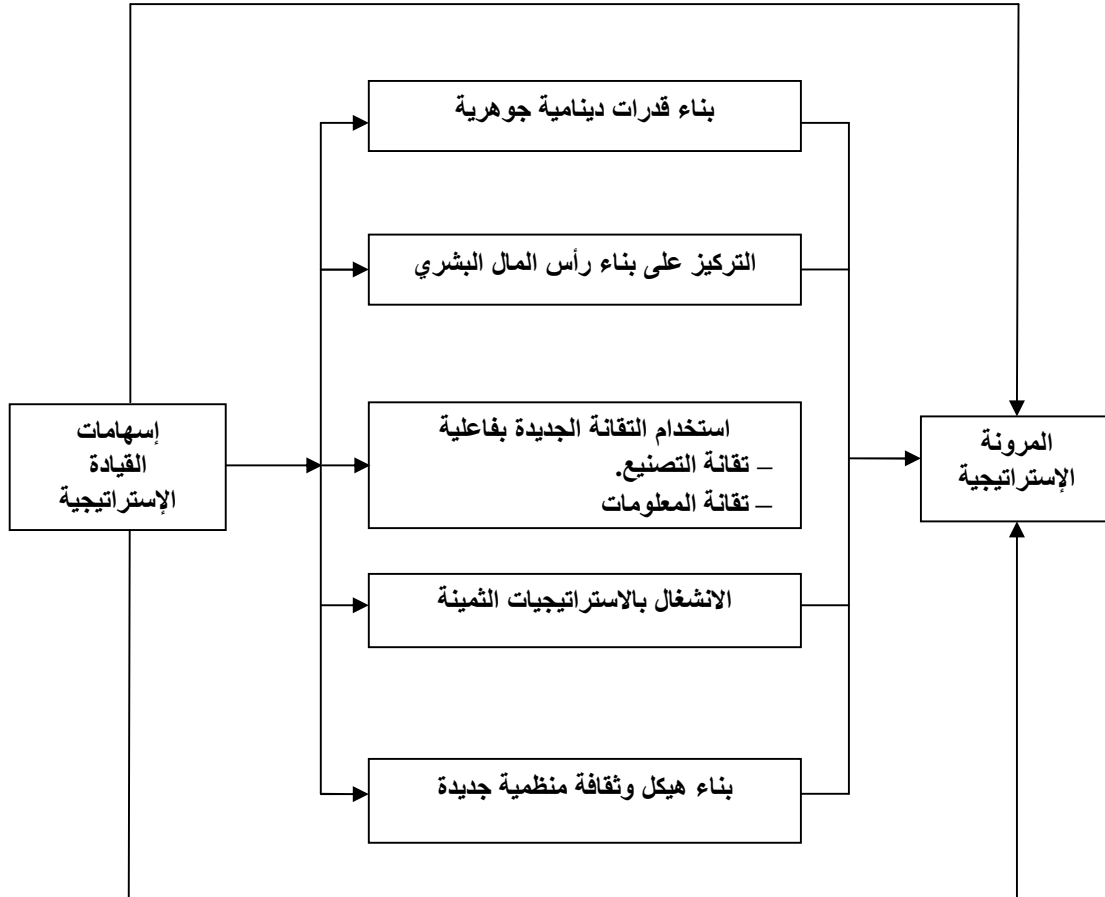 بناء قدرات دينامية جوهرية
التركيز على بناء رأس المال البشري
إسهامات
القيادة
الإستراتيجية
استخدام التقانة الجديدة بفاعلية
– تقانة التصنيع.
– تقانة المعلومات
المرونة
الإستراتيجية
الانشغال بالاستراتيجيات الثمينة
بناء هيكل وثقافة منظمية جديدة